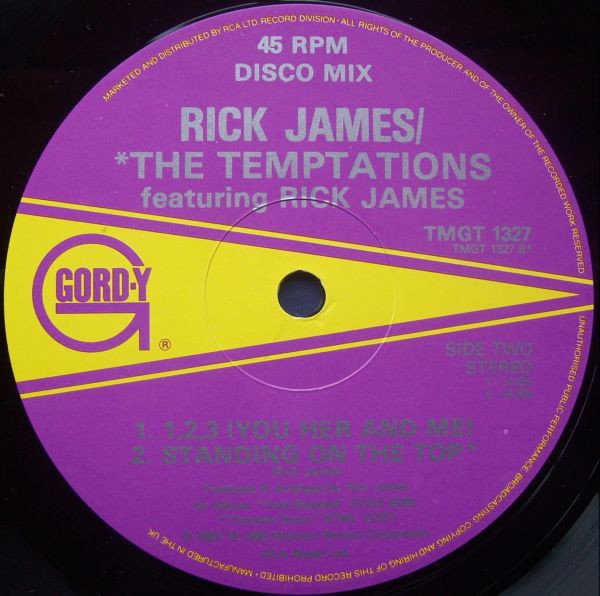 MARKETED AND DISTRIBUTED BY RCA LTD. RECORD DIVISION • ALL RIGHTS OF THE PRODUCER AND OF THE OWNER OF THE RECORDED WORK RESERVED
45 RPM
DISCO MIX
RICK JAMES/
*THE TEMPTATIONS
featuring RICK JAMES
TMGT 1327
TMGT 1327 B*
GORD-Y
®
SIDE TWO
STEREO
1. 1,2,3 (YOU HER AND ME)
2. STANDING ON THE TOP*
(Rick James)
UNAUTHORISED PUBLIC PERFORMANCE BROADCASTING COPYING AND HIRING OF THIS RECORD PROHIBITED • MANUFACTURED IN THE UK